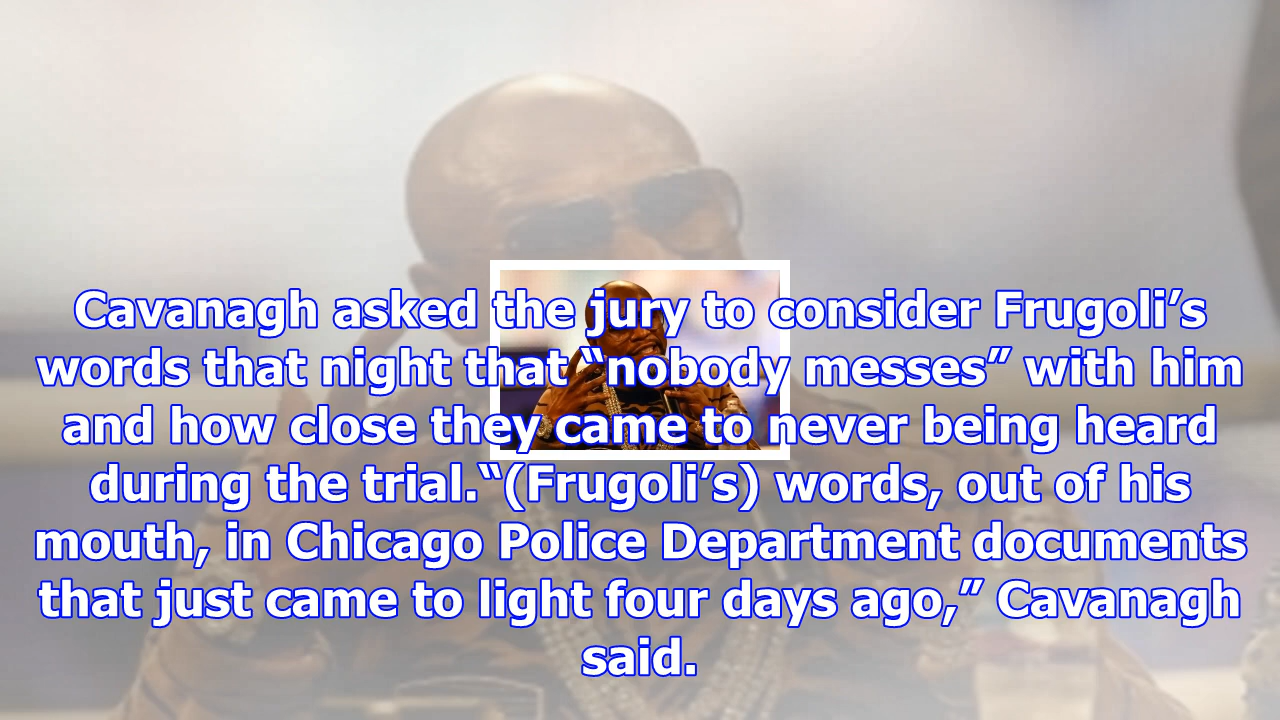 Cavanagh asked the jury to consider Frugoli’s
words that night that “nobody messes” with him
and how close they came to never being heard
during the trial.“(Frugoli’s) words, out of his
mouth, in Chicago Police Department documents
that just came to light four days ago,” Cavanagh
said.